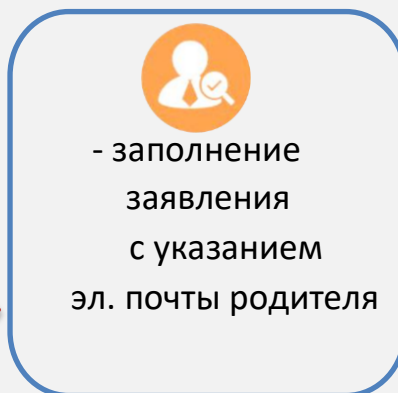 - заполнение
заявления
с указанием
эл. почты родителя